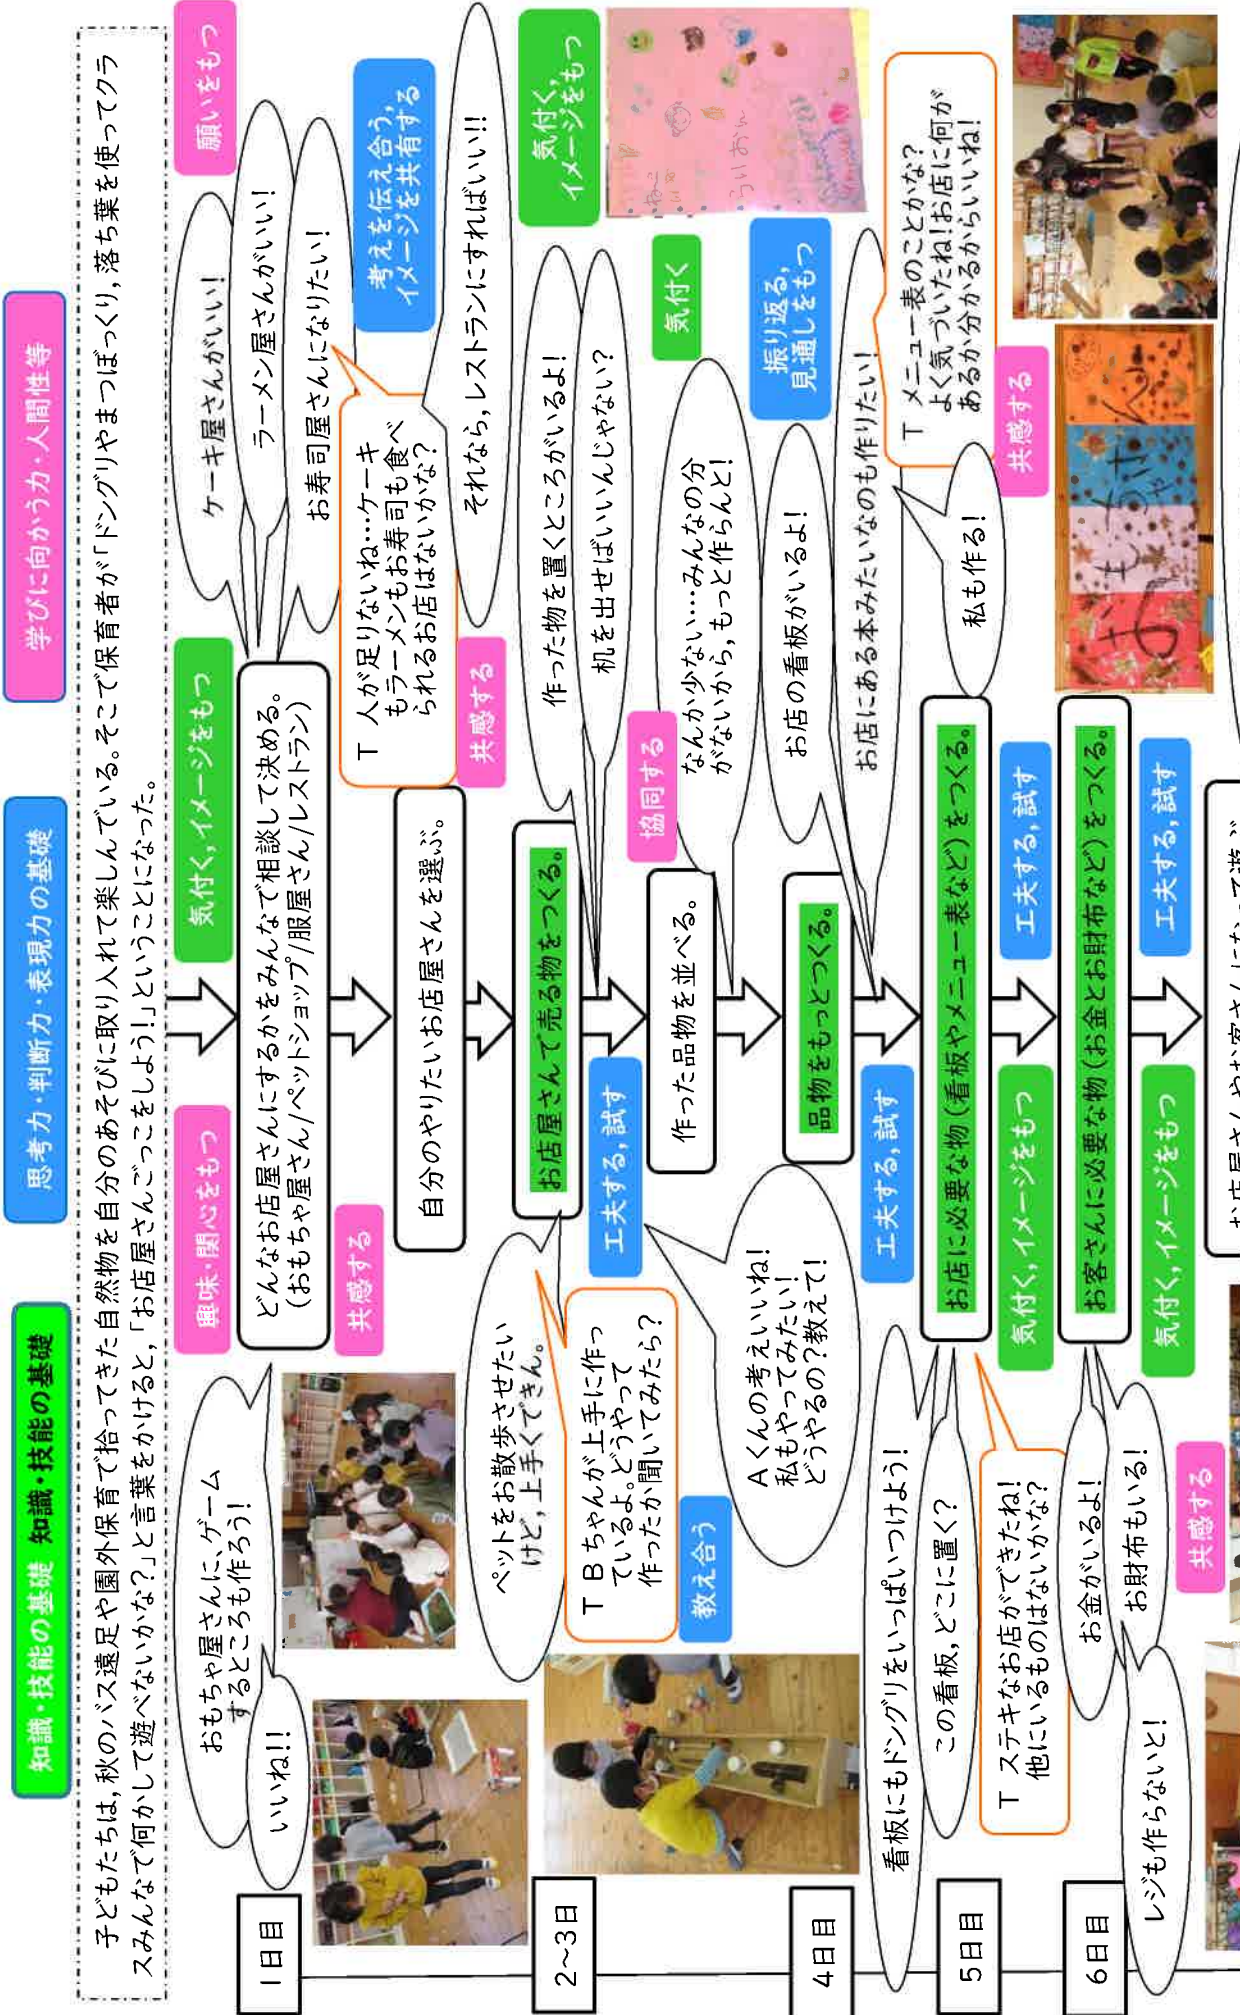 知識・技能の基礎 知識・技能の基礎
思考力・判断力・表現力の基礎
学びに向かう力・人間性等
子どもたちは,秋のバス遠足や園外保育で拾ってきた自然物を自分のあそびに取り入れて楽しんでいる。そこで保育者が「ドングリやまつぼっくり,落ち葉を使ってクラ
スみんなで何かして遊べないかな?」と言葉をかけると,「お店屋さんごっこをしよう!」ということになった。
1日目
おもちゃ屋さんに,ゲーム
するところも作ろう!
いいね!!
興味・関心をもつ
気付く,イメージをもつ
願いをもつ
どんなお店屋さんにするかをみんなで相談して決める。
(おもちゃ屋さん/ペットショップ/服屋さん/レストラン)
ケーキ屋さんがいい!
ラーメン屋さんがいい!
お寿司屋さんになりたい!
共感する
T 人が足りないね…ケーキ
もラーメンもお寿司も食べ
られるお店はないかな?
考えを伝え合う,
イメージを共有する
自分のやりたいお店屋さんを選ぶ。
共感する
それなら,レストランにすればいい!!
2~3日
ペットをお散歩させたい
けど,上手くできん。
お店屋さんで売る物をつくる。
作った物を置くところがいるよ!
机を出せばいいんじゃない?
気付く,
イメージをもつ
T Bちゃんが上手に作っ
ているよ。どうやって
作ったか聞いてみたら?
工夫する,試す
教え合う
協同する
気付く
作った品物を並べる。
なんか少ない…みんなの分
がないから,もっと作らんと!
Aくんの考えいいね!
私もやってみたい!
どうやるの?教えて!
4日目
品物をもっとつくる。
お店の看板がいるよ!
振り返る,
見通しをもつ
お店にある本みたいなのも作りたい!
工夫する,試す
T メニュー表のことかな?
よく気づいたね!お店に何が
あるか分かるからいいね!
看板にもドングリをいっぱいつけよう!
この看板,どこに置く?
5日目
お店に必要な物(看板やメニュー表など)をつくる。
私も作る!
共感する
T ステキなお店ができたね!
他にいるものはないかな?
気付く,イメージをもつ
工夫する,試す
6日目
お金がいるよ!
お財布もいる!
レジも作らないと!
お客さんに必要な物(お金とお財布など)をつくる。
共感する
気付く,イメージをもつ
工夫する,試す
おもちゃやさん
ねこ
らいおん